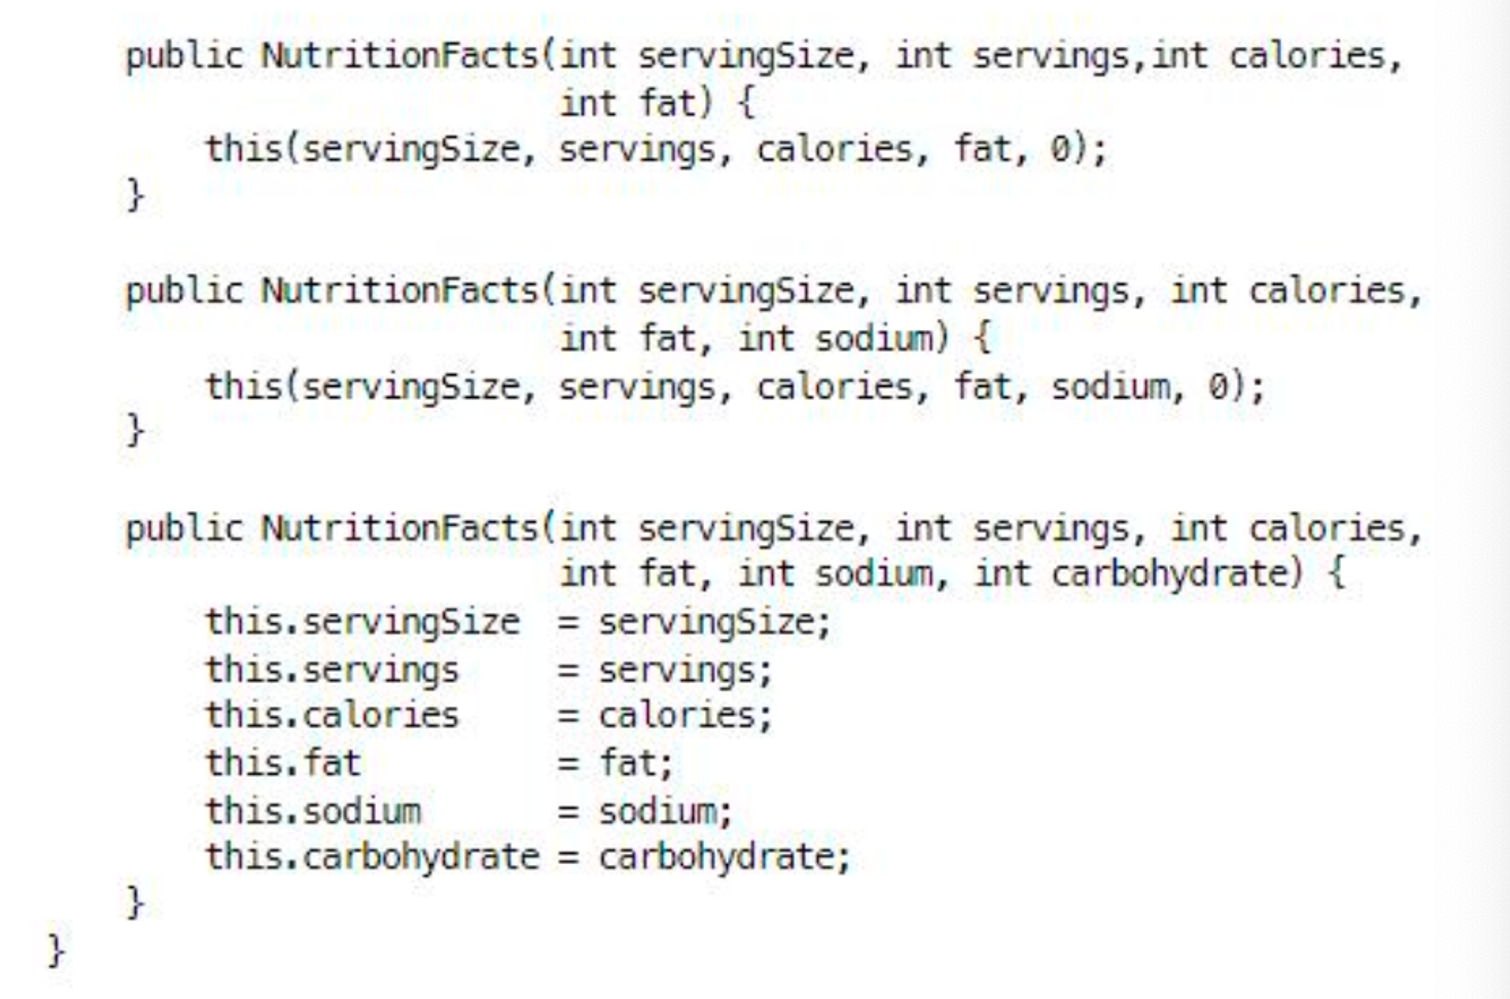 public NutritionFacts(int servingSize, int servings,int calories,
int fat) {
this(servingSize, servings, calories, fat, 0);
}
public NutritionFacts(int servingSize, int servings, int calories,
int fat, int sodium) {
this(servingSize, servings, calories, fat, sodium, 0);
}
public NutritionFacts(int servingSize, int servings, int calories,
int fat, int sodium, int carbohydrate) {
this.servingSize = servingSize;
this.servings = servings;
this.calories = calories;
this.fat = fat;
this.sodium = sodium;
this.carbohydrate = carbohydrate;
}
}